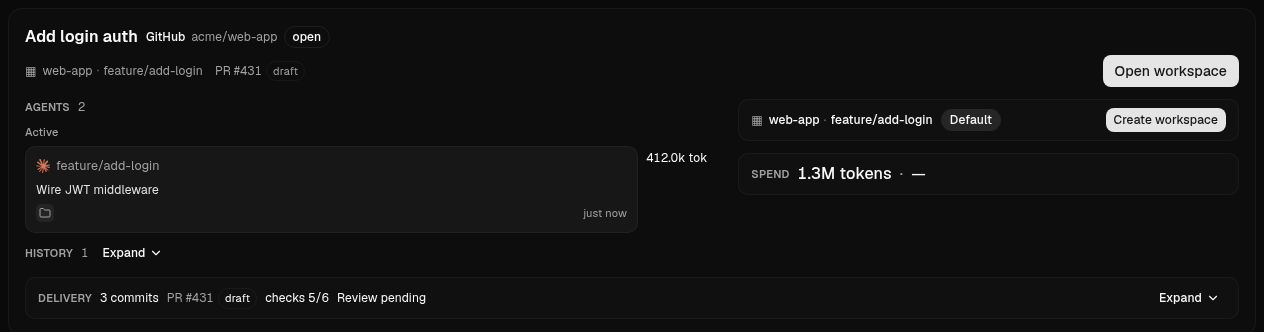 Add login auth GitHub acme/web-app open
web-app · feature/add-login PR #431 draft
Open workspace
AGENTS 2
Active
feature/add-login
Wire JWT middleware
just now
412.0k tok
HISTORY 1 Expand
web-app · feature/add-login Default Create workspace
SPEND 1.3M tokens · —
DELIVERY 3 commits PR #431 draft checks 5/6 Review pending Expand